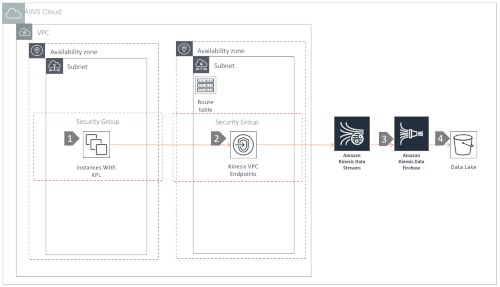 AWS Cloud
VPC
Availability zone
Subnet
Security Group
1
Instances With
KPL
Availability zone
Subnet
Route
table
Security Group
2
Kinesis VPC
Endpoints
Amazon
Kinesis Data
Streams
3
Amazon
Kinesis Data
Firehose
4
Data Lake